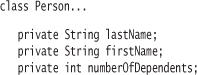 class Person...
private String lastName;
private String firstName;
private int numberOfDependents;